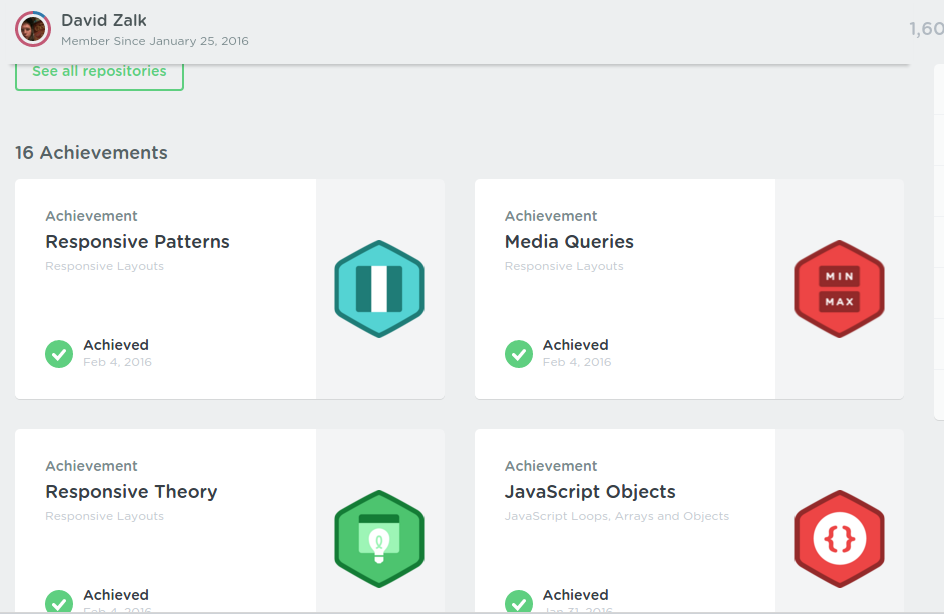 David Zalk
Member Since January 25, 2016
1,60
See all repositories
16 Achievements
Achievement
Responsive Patterns
Responsive Layouts
Achieved
Feb 4, 2016
Achievement
Media Queries
Responsive Layouts
MIN
MAX
Achieved
Feb 4, 2016
Achievement
Responsive Theory
Responsive Layouts
Achieved
Feb 4, 2016
Achievement
JavaScript Objects
JavaScript Loops, Arrays and Objects
{}
Achieved
Jan 31, 2016